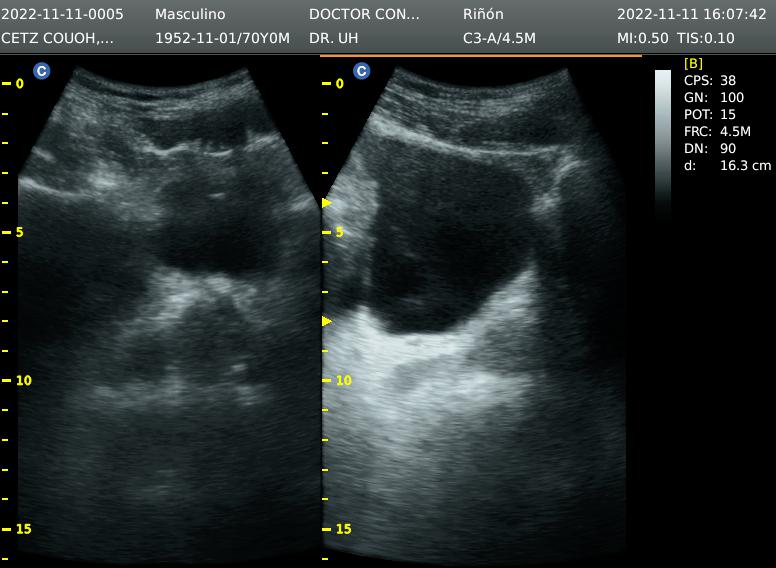 2022-11-11-0005 Masculino DOCTOR CON... Riñón 2022-11-11 16:07:42
CETZ COUOH,... 1952-11-01/70Y0M DR. UH C3-A/4.5M MI:0.50 TIS:0.10
C
C
[B]
CPS: 38
GN: 100
POT: 15
FRC: 4.5M
DN: 90
d: 16.3 cm
0
5
10
15
0
5
10
15